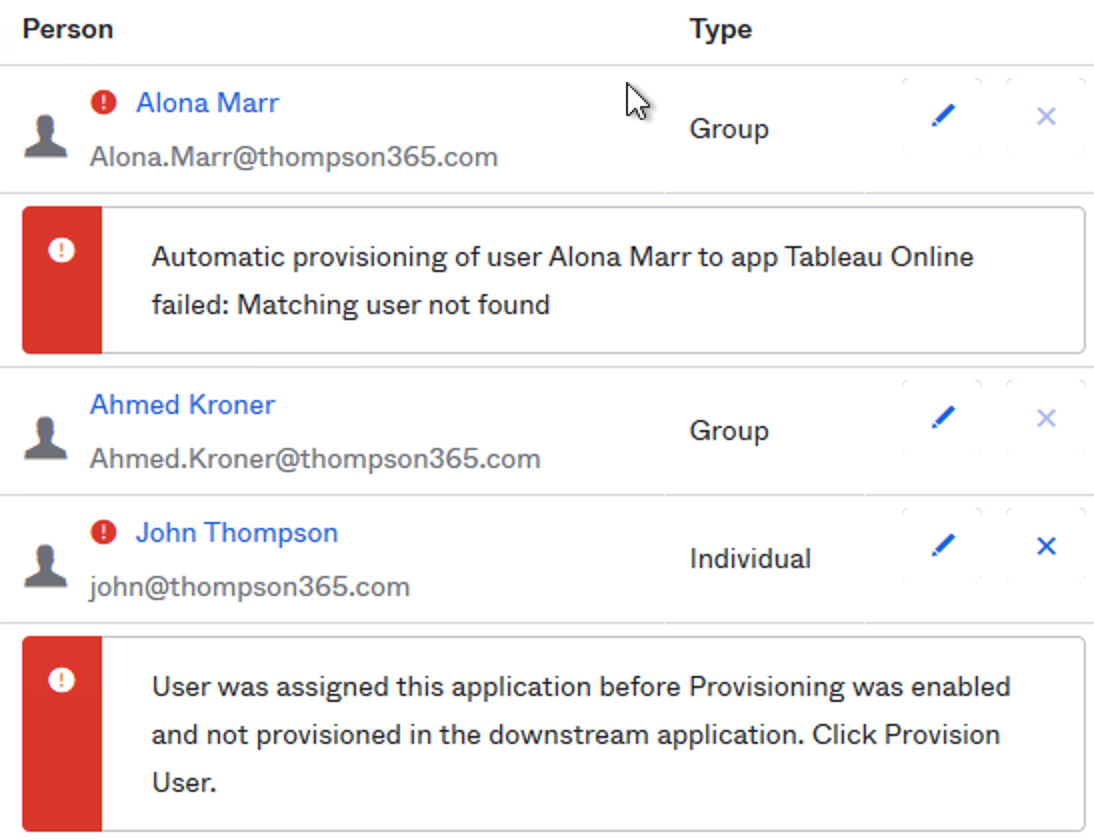 Person Type
Alona Marr
Alona.Marr@thompson365.com
Group
Automatic provisioning of user Alona Marr to app Tableau Online
failed: Matching user not found
Ahmed Kroner
Ahmed.Kroner@thompson365.com
Group
John Thompson
john@thompson365.com
Individual
User was assigned this application before Provisioning was enabled
and not provisioned in the downstream application. Click Provision
User.